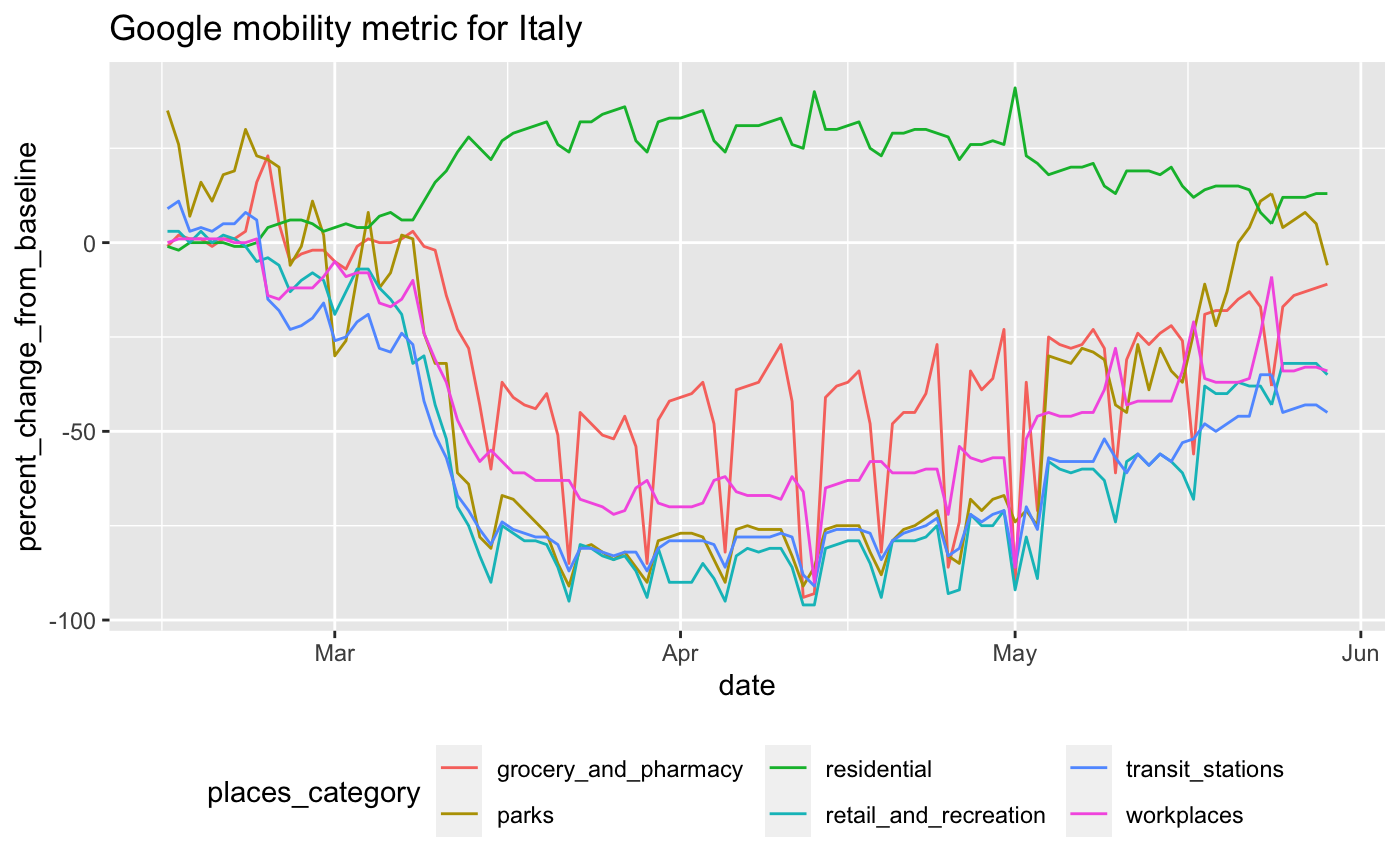 Google mobility metric for Italy
percent_change_from_baseline
0
-50
-100
Mar Apr May Jun
date
places_category
grocery_and_pharmacy residential transit_stations
parks retail_and_recreation workplaces